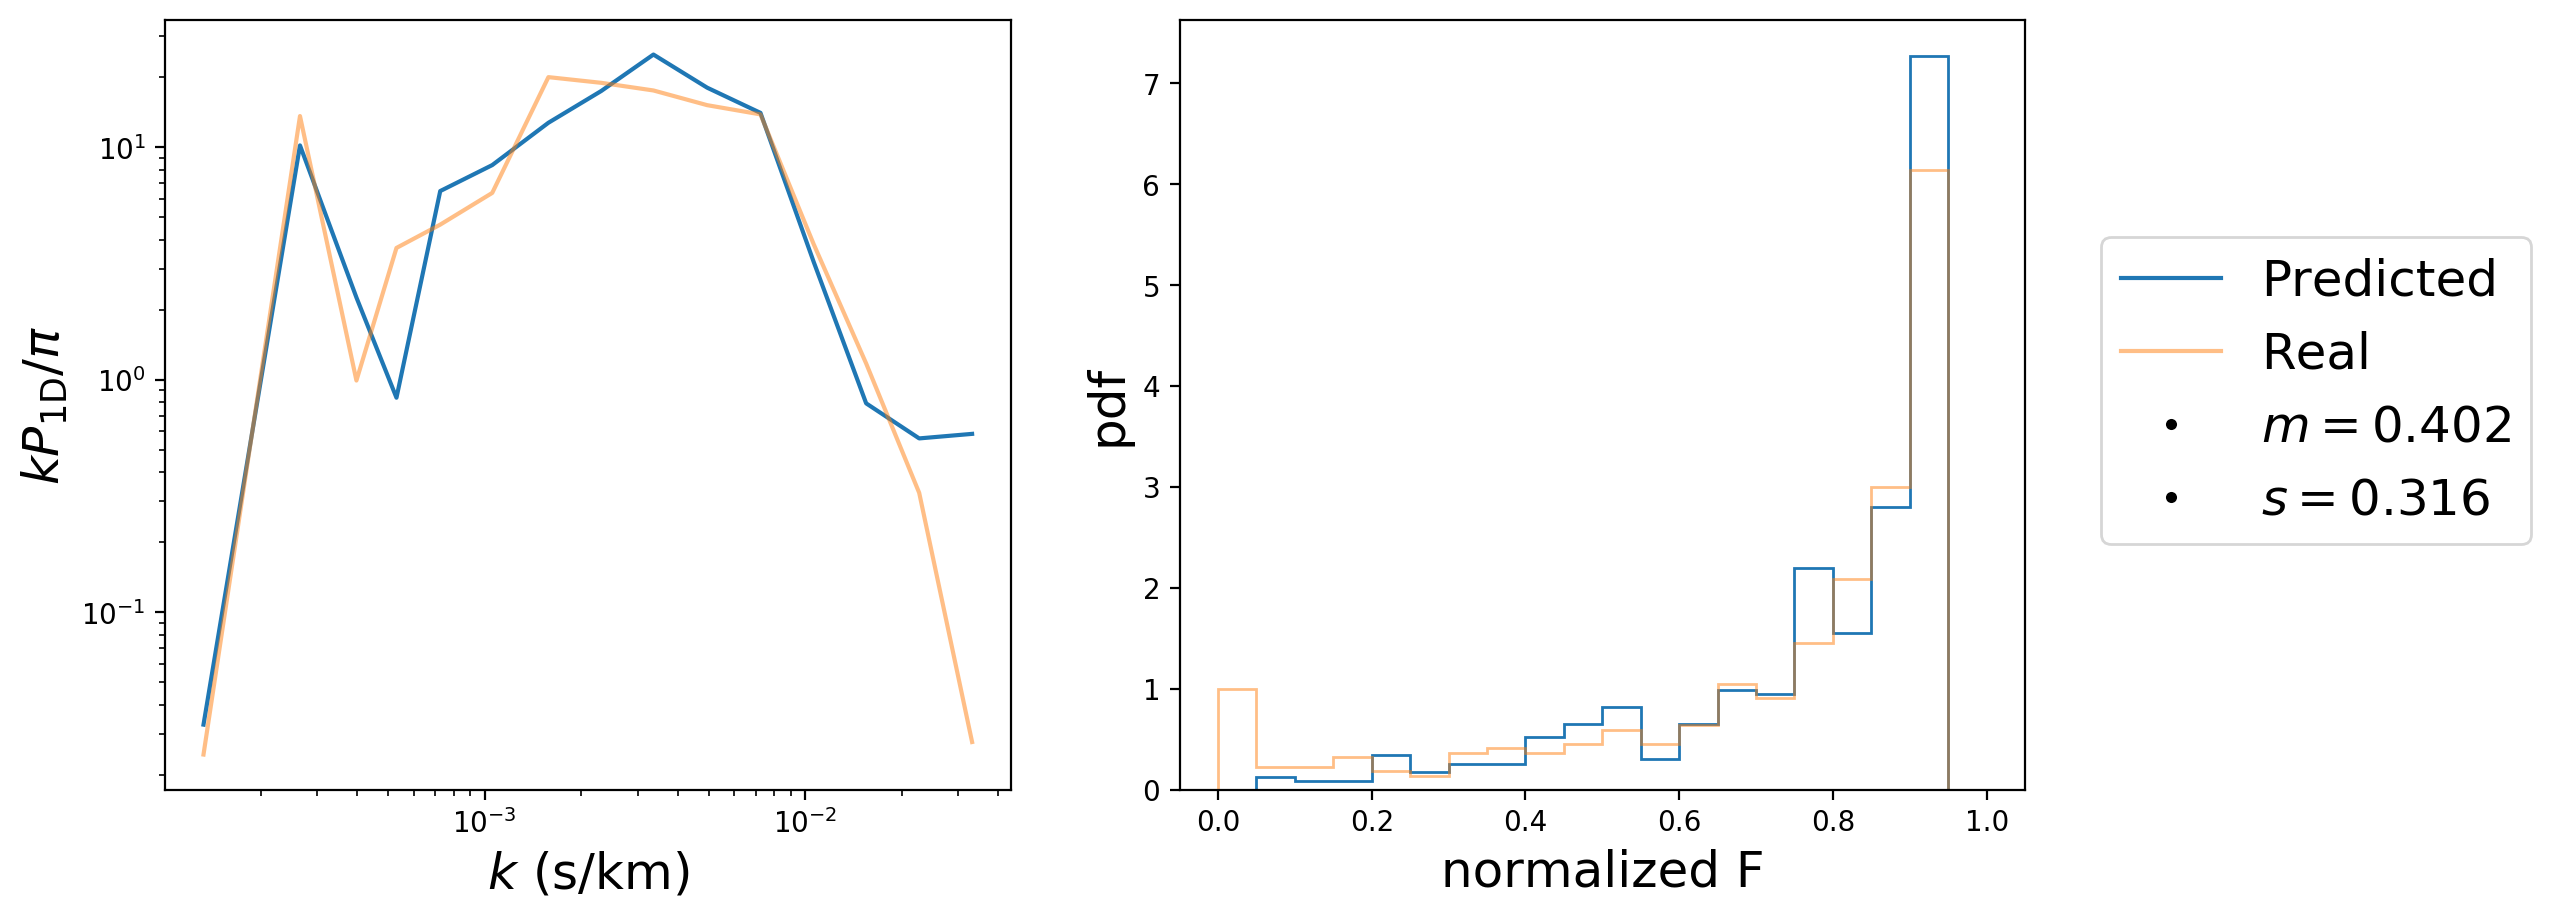 10¹
10⁰
10⁻¹
kP₁D/π
10⁻³ 10⁻²
k (s/km)
7
6
5
4
3
2
1
0
pdf
0.0 0.2 0.4 0.6 0.8 1.0
normalized F
Predicted
Real
m = 0.402
s = 0.316